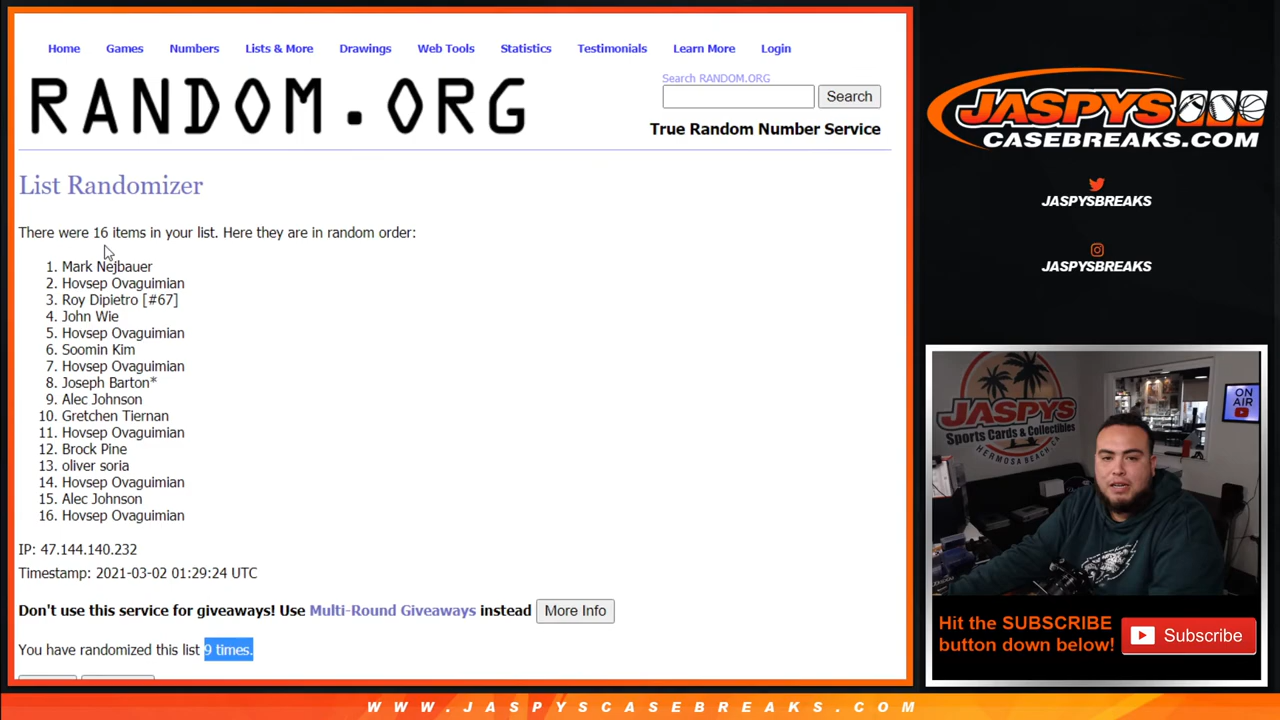 Home Games Numbers Lists & More Drawings Web Tools Statistics Testimonials Learn More Login
RANDOM.ORG
Search RANDOM.ORG
Search
True Random Number Service
List Randomizer
There were 16 items in your list. Here they are in random order:
1. Mark Nejbauer
2. Hovsep Ovaguimian
3. Roy Dipietro [#67]
4. John Wie
5. Hovsep Ovaguimian
6. Soomin Kim
7. Hovsep Ovaguimian
8. Joseph Barton*
9. Alec Johnson
10. Gretchen Tiernan
11. Hovsep Ovaguimian
12. Brock Pine
13. oliver soria
14. Hovsep Ovaguimian
15. Alec Johnson
16. Hovsep Ovaguimian
IP: 47.144.140.232
Timestamp: 2021-03-02 01:29:24 UTC
Don't use this service for giveaways! Use Multi-Round Giveaways instead More Info
You have randomized this list 9 times.
JASPYS
CASEBREAKS.COM
JASPYSBREAKS
JASPYSBREAKS
JASPYS
Sports Cards & Collectibles
HERMOSA BEACH, CA
ON AIR
Hit the SUBSCRIBE
button down below!
Subscribe
WWW.JASPYSCASEBREAKS.COM